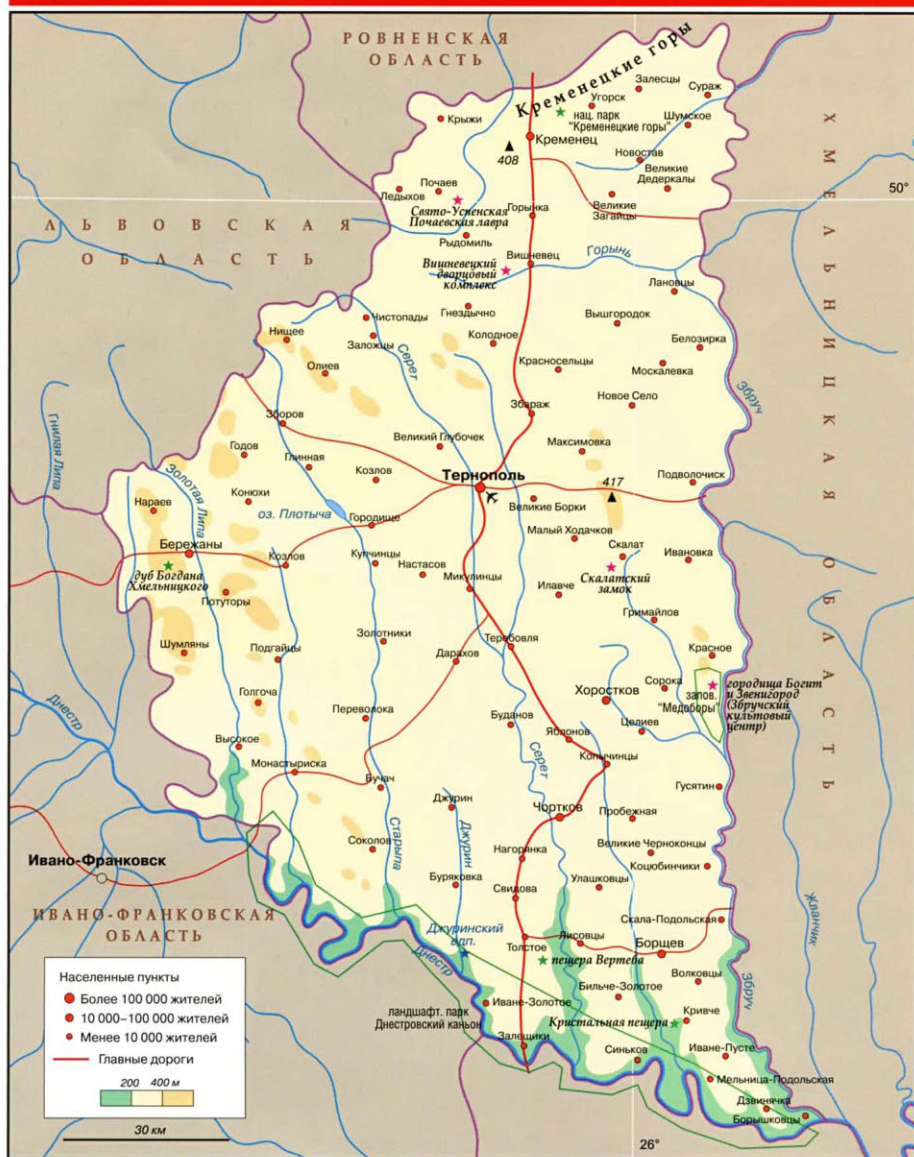 РОВНЕНСКАЯ
ОБЛАСТЬ
Кременецкие горы
Залесцы
Сураж
Угорск
нац. парк
"Кременецкие горы"
Шумское
Крыжи
Кременец
408
Новостав
Великие
Дедеркалы
50°
Почаев
Ледыхов
Великие
Загайцы
Свято-Успенская
Почаевская лавра
Горынка
ЛЬВОВСКАЯ
ОБЛАСТЬ
ХМЕЛЬНИЦКАЯ ОБЛАСТЬ
Рыдомиль
Вишневецкий
дворцовый
комплекс
Вишневец
Горынь
Лановцы
Гнездычно
Чистопады
Заложцы
Вышгородок
Нищее
Колодное
Белозирка
Серет
Олиев
Красносельцы
Москалевка
Збруч
Новое Село
Збараж
Зборов
Гнилая Липа
Великий Глубочек
Максимовка
Годов
Глинная
Золотая Липа
Козлов
Тернополь
417
Подволочиск
Нараев
Конюхи
оз. Плотыча
Великие Борки
Городище
Малый Ходачков
Бережаны
Козлов
Купчинцы
Скалат
Ивановка
дуб Богдана
Хмельницкого
Настасов
Микулинцы
Скалатский
замок
Потуторы
Илавче
Гримайлов
Золотники
Теребовля
Шумляны
Подгайцы
Дарахов
Красное
Днестр
Сорока
городища Богит
и Звенигород
(Збручский
культовый
центр)
запов.
"Медоборы"
Голгоча
Хоростков
Переволока
Буданов
Целиев
Высокое
Яблонов
Серет
Монастыриска
Копычинцы
Бучач
Гусятин
Джурин
Чортков
Пробежная
Джурин
Стрыпа
Соколов
Нагорянка
Великие Черноконцы
Ивано-Франковск
Коцюбинчики
Буряковка
Улашковцы
Свидова
Жванчик
ИВАНО-ФРАНКОВСКАЯ
ОБЛАСТЬ
Скала-Подольская
Джуринский
вдп.
Толстое
Лисовцы
Борщев
Днестр
пещера Вертеба
Волковцы
Збруч
Бильче-Золотое
Иване-Золотое
ландшафт. парк
Днестровский каньон
Кристальная пещера
Кривче
Залещики
Синьков
Иване-Пусте
Мельница-Подольская
Дзвинячка
Борышковцы
26°
Населенные пункты
Более 100 000 жителей
10 000–100 000 жителей
Менее 10 000 жителей
Главные дороги
200 400 м
30 км